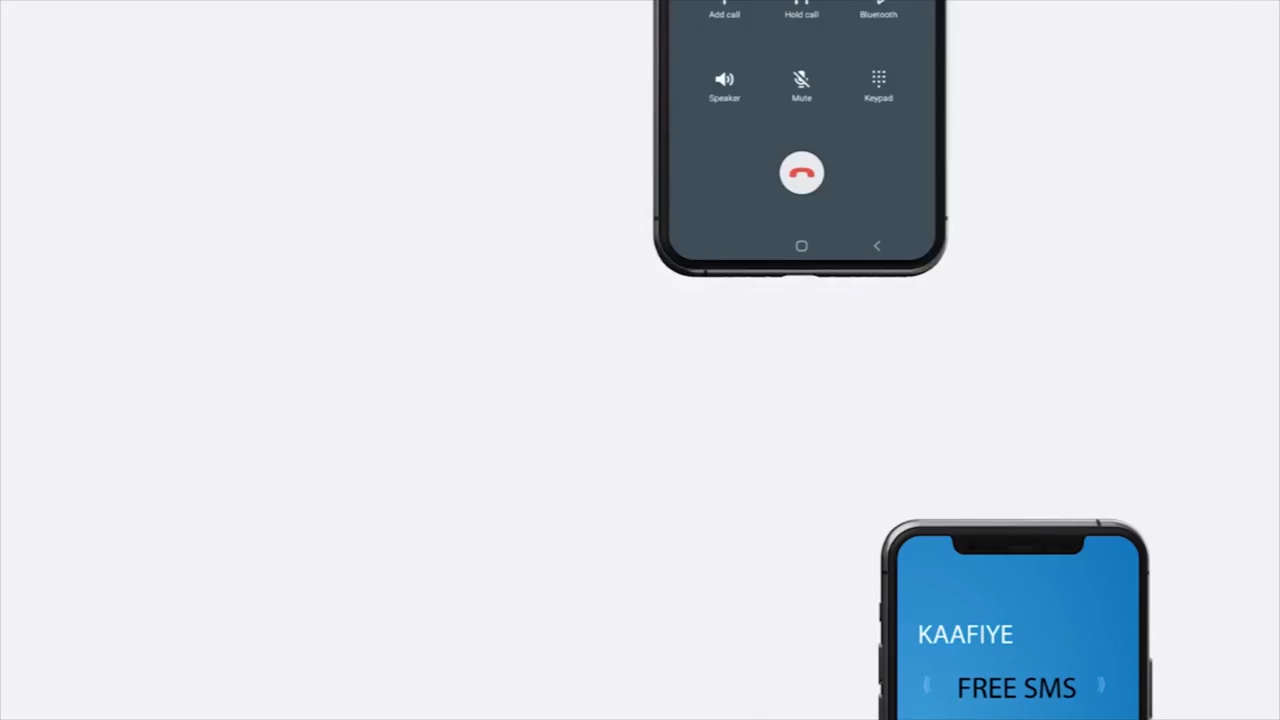 Add call Hold call Bluetooth
Speaker Mute Keypad
KAAFIYE
FREE SMS